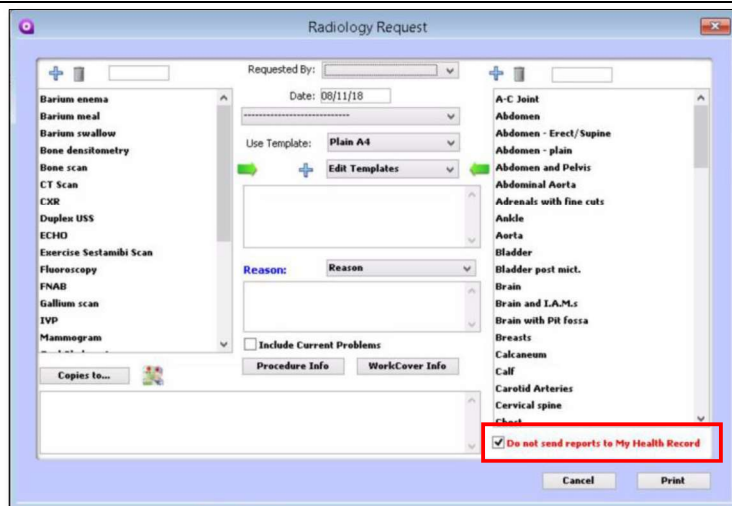 Radiology Request
Barium enema
Barium meal
Barium swallow
Bone densitometry
Bone scan
CT Scan
CXR
Duplex USS
ECHO
Exercise Sestamibi Scan
Fluoroscopy
FNAB
Gallium scan
IVP
Mammogram
Copies to...
Requested By:
Date: 08/11/18
----------------------------
Use Template: Plain A4
Edit Templates
Reason: Reason
Include Current Problems
Procedure Info WorkCover Info
A-C Joint
Abdomen
Abdomen - Erect/Supine
Abdomen - plain
Abdomen and Pelvis
Abdominal Aorta
Adrenals with fine cuts
Ankle
Aorta
Bladder
Bladder post mict.
Brain
Brain and I.A.M.s
Brain with Pit fossa
Breasts
Calcaneum
Calf
Carotid Arteries
Cervical spine
Chest
Do not send reports to My Health Record
Cancel Print